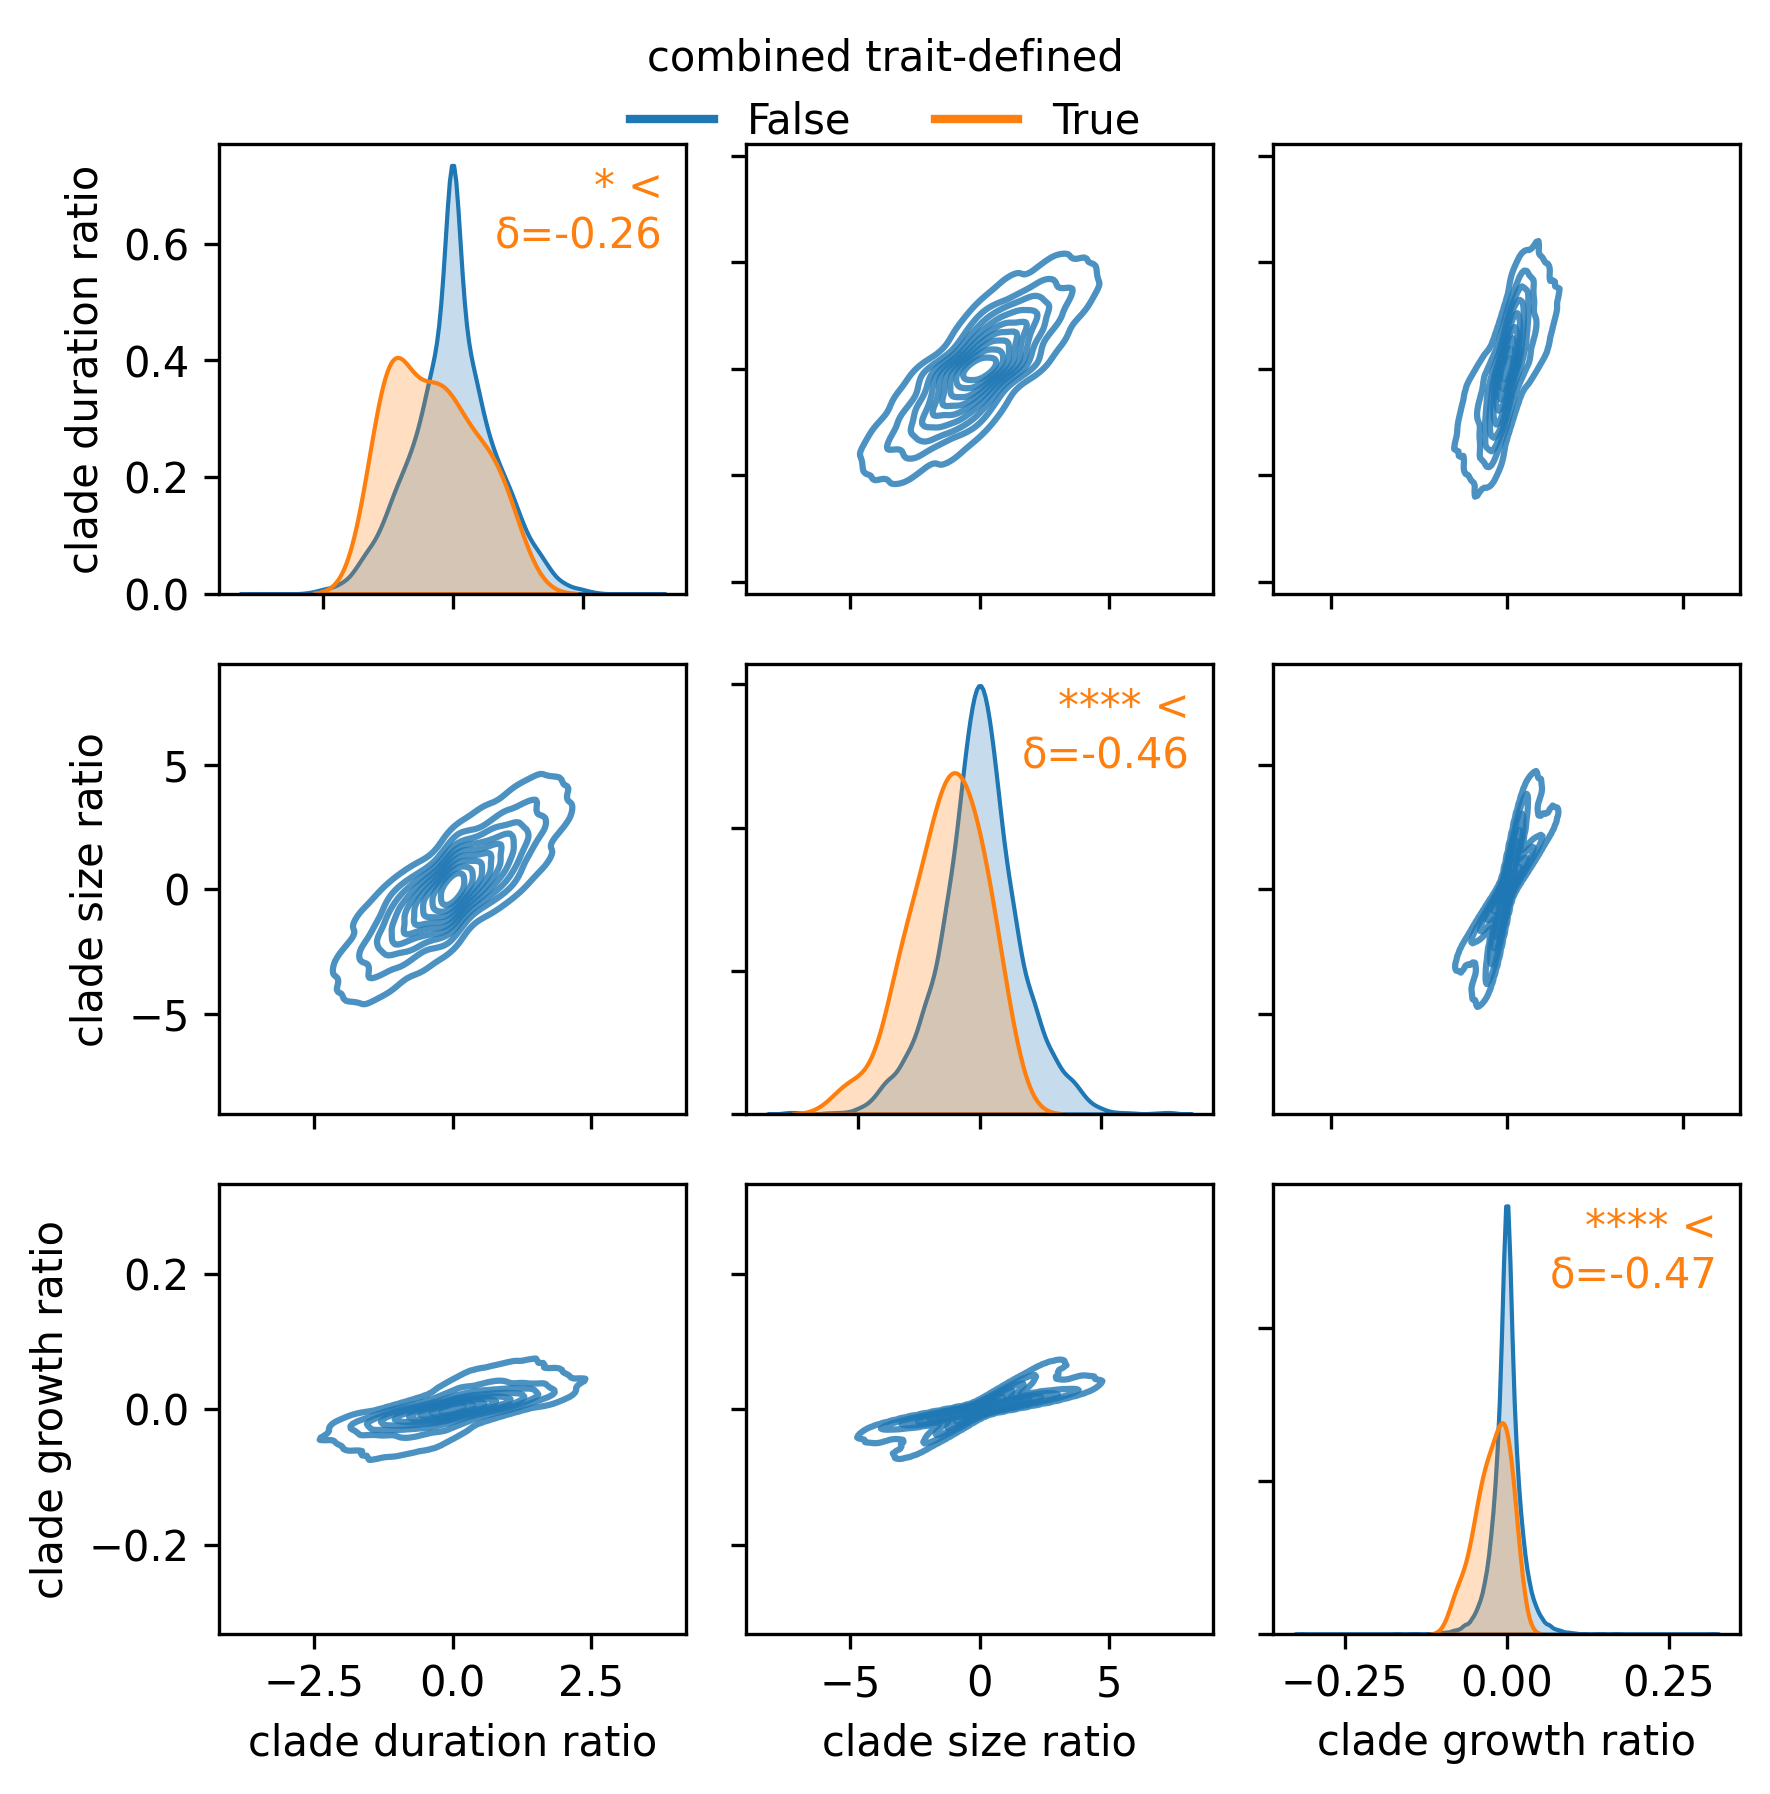 combined trait-defined
False True
clade duration ratio
0.6
0.4
0.2
0.0
* <
δ=-0.26
clade size ratio
5
0
−5
**** <
δ=-0.46
clade growth ratio
0.2
0.0
−0.2
**** <
δ=-0.47
−2.5 0.0 2.5
−5 0 5
−0.25 0.00 0.25
clade duration ratio
clade size ratio
clade growth ratio